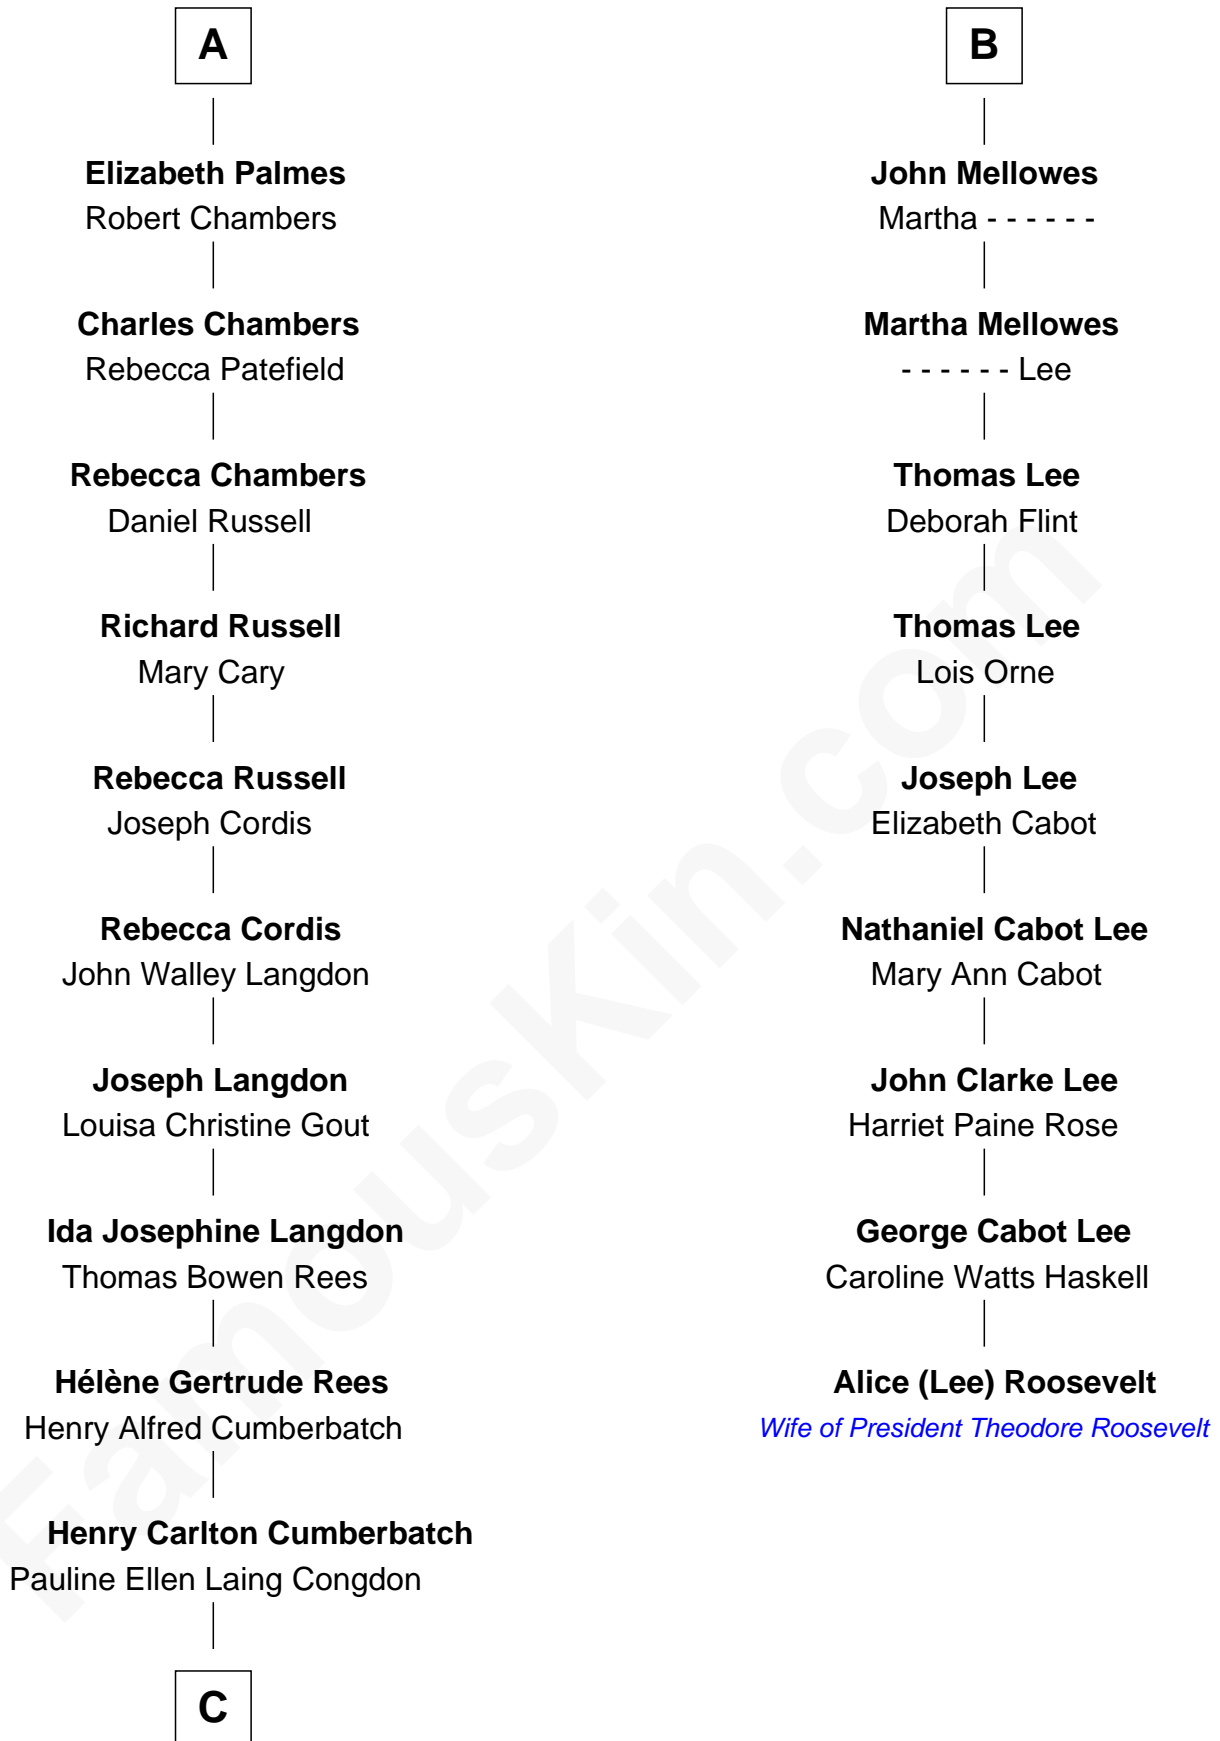 A
Elizabeth Palmes
Robert Chambers
Charles Chambers
Rebecca Patefield
Rebecca Chambers
Daniel Russell
Richard Russell
Mary Cary
Rebecca Russell
Joseph Cordis
Rebecca Cordis
John Walley Langdon
Joseph Langdon
Louisa Christine Gout
Ida Josephine Langdon
Thomas Bowen Rees
Hélène Gertrude Rees
Henry Alfred Cumberbatch
Henry Carlton Cumberbatch
Pauline Ellen Laing Congdon
C
B
John Mellowes
Martha - - - - - -
Martha Mellowes
- - - - - - Lee
Thomas Lee
Deborah Flint
Thomas Lee
Lois Orne
Joseph Lee
Elizabeth Cabot
Nathaniel Cabot Lee
Mary Ann Cabot
John Clarke Lee
Harriet Paine Rose
George Cabot Lee
Caroline Watts Haskell
Alice (Lee) Roosevelt
Wife of President Theodore Roosevelt
FamousKin.com